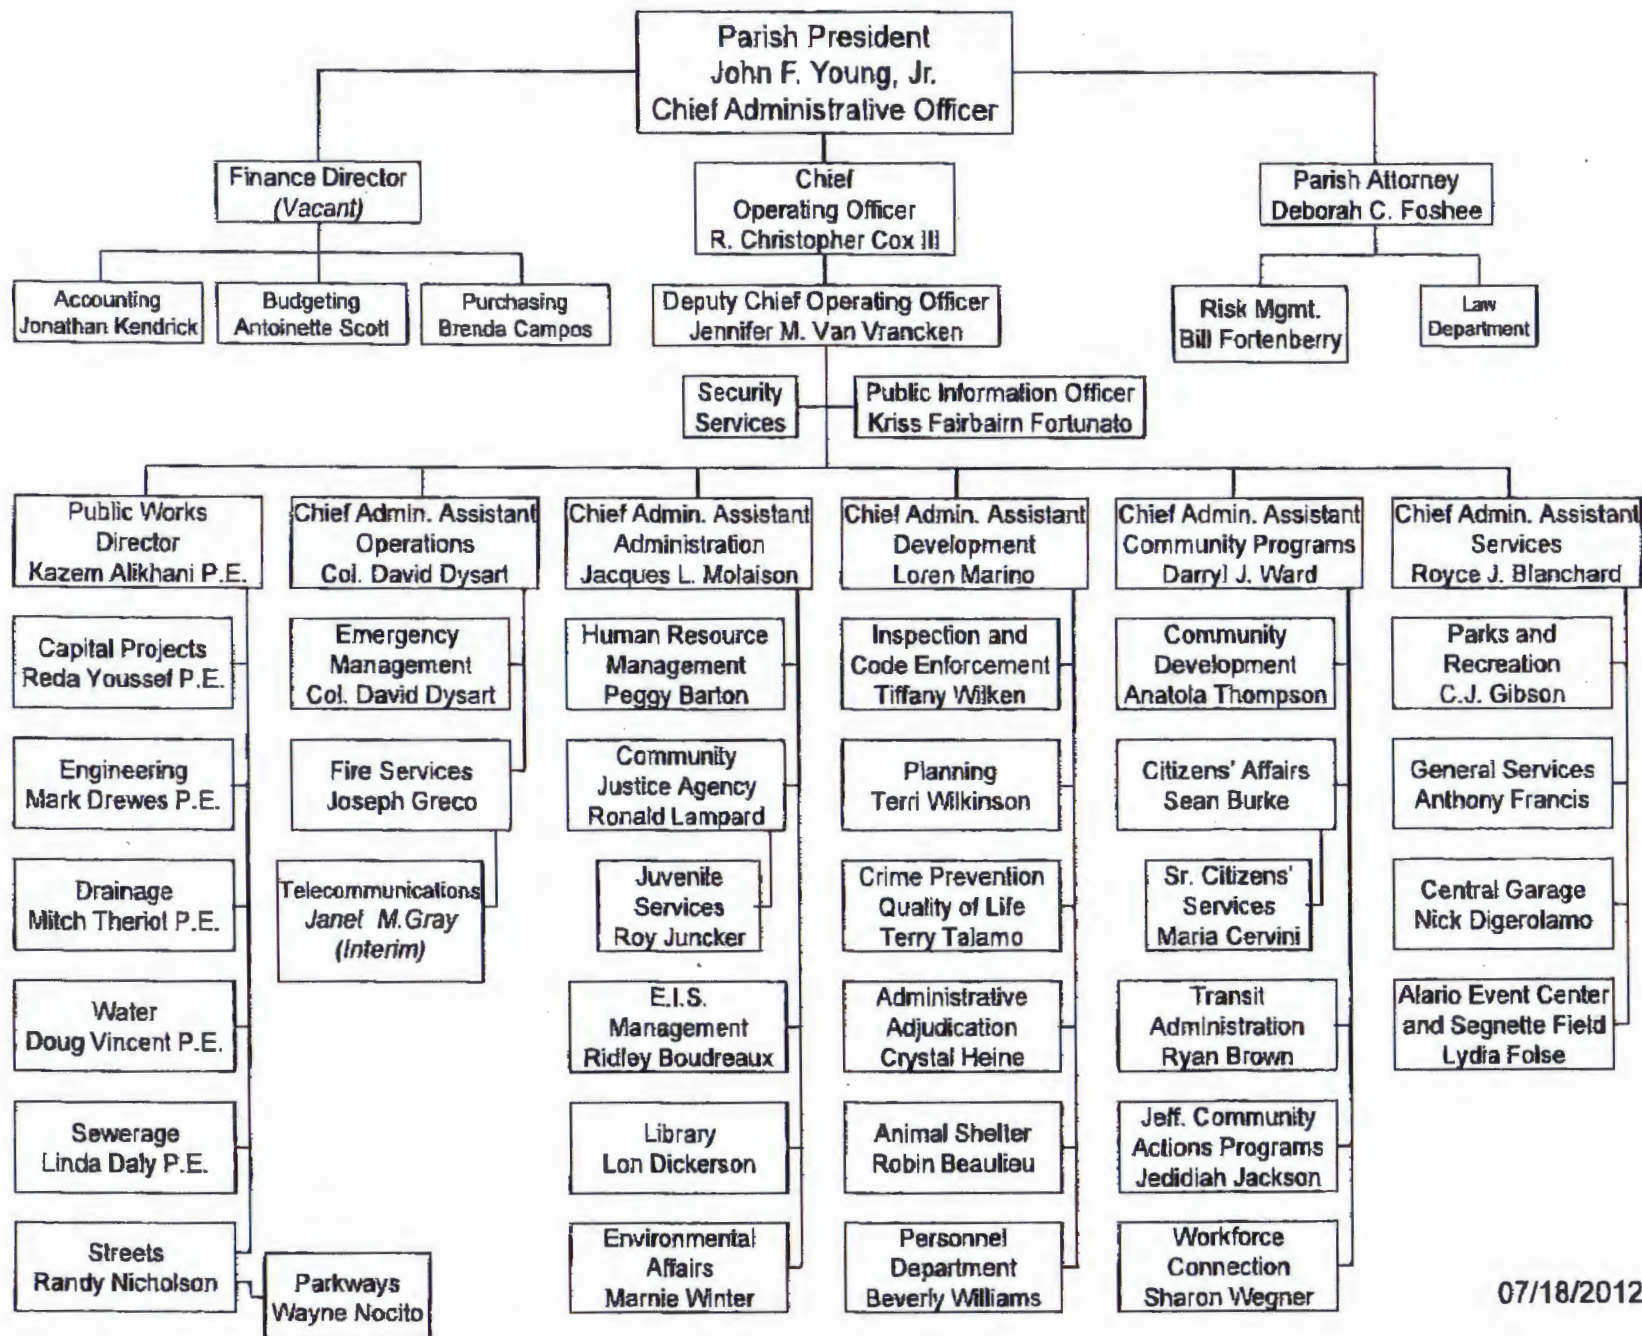 Parish President
John F. Young, Jr.
Chief Administrative Officer
Finance Director
(Vacant)
Chief
Operating Officer
R. Christopher Cox III
Parish Attorney
Deborah C. Foshee
Accounting
Jonathan Kendrick
Budgeting
Antoinette Scott
Purchasing
Brenda Campos
Deputy Chief Operating Officer
Jennifer M. Van Vrancken
Risk Mgmt.
Bill Fortenberry
Law
Department
Security
Services
Public Information Officer
Kriss Fairbairn Fortunato
Public Works
Director
Kazem Alikhani P.E.
Capital Projects
Reda Youssef P.E.
Engineering
Mark Drewes P.E.
Drainage
Mitch Theriot P.E.
Water
Doug Vincent P.E.
Sewerage
Linda Daly P.E.
Streets
Randy Nicholson
Parkways
Wayne Nocito
Chief Admin. Assistant
Operations
Col. David Dysart
Emergency
Management
Col. David Dysart
Fire Services
Joseph Greco
Telecommunications
Janet M. Gray
(Interim)
Chief Admin. Assistant
Administration
Jacques L. Molaison
Human Resource
Management
Peggy Barton
Community
Justice Agency
Ronald Lampard
Juvenile
Services
Roy Juncker
E.I.S.
Management
Ridley Boudreaux
Library
Lon Dickerson
Environmental
Affairs
Marnie Winter
Chief Admin. Assistant
Development
Loren Marino
Inspection and
Code Enforcement
Tiffany Wilken
Planning
Terri Wilkinson
Crime Prevention
Quality of Life
Terry Talamo
Administrative
Adjudication
Crystal Heine
Animal Shelter
Robin Beaulieu
Personnel
Department
Beverly Williams
Chief Admin. Assistant
Community Programs
Darryl J. Ward
Community
Development
Anatola Thompson
Citizens' Affairs
Sean Burke
Sr. Citizens'
Services
Maria Cervini
Transit
Administration
Ryan Brown
Jeff. Community
Actions Programs
Jedidiah Jackson
Workforce
Connection
Sharon Wegner
Chief Admin. Assistant
Services
Royce J. Blanchard
Parks and
Recreation
C.J. Gibson
General Services
Anthony Francis
Central Garage
Nick Digerolamo
Alario Event Center
and Segnette Field
Lydia Folse
07/18/2012